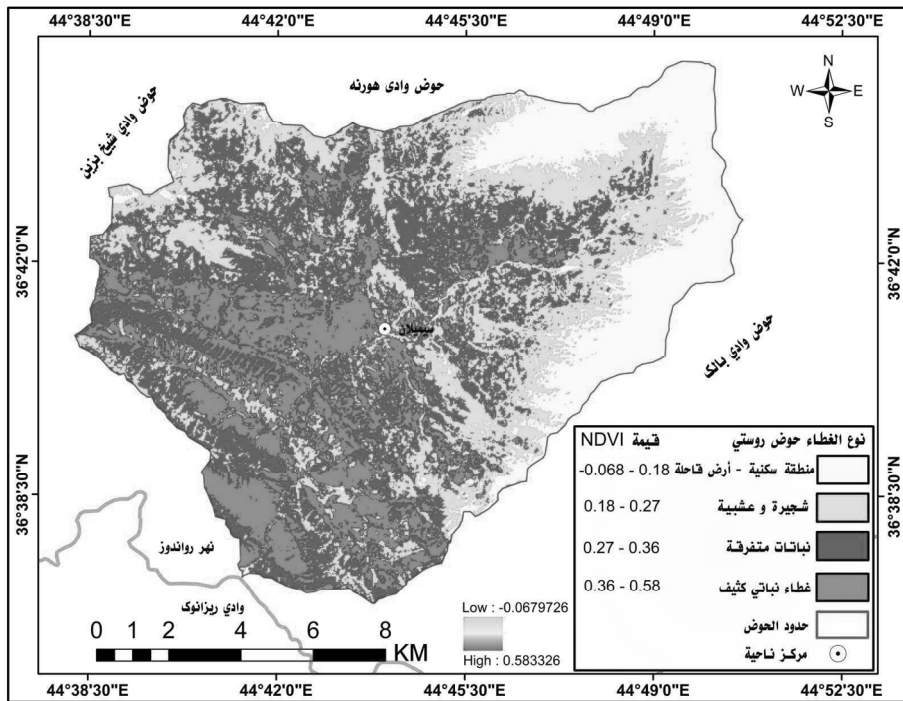 44°38'30"E 44°42'0"E 44°45'30"E 44°49'0"E 44°52'30"E
حوض وادي هورنه
N
W E
S
حوض وادي شيخ بزين
36°42'0"N 36°42'0"N
سيميلان
حوض وادي بالك
نوع الغطاء حوض روستي قيمة NDVI
منطقة سكنية - أرض قاحلة -0.068 - 0.18
شجيرة و عشبية 0.18 - 0.27
36°38'30"N 36°38'30"N
نباتات متفرقة 0.27 - 0.36
نهر رواندوز
غطاء نباتي كثيف 0.36 - 0.58
وادي ريزانوك
Low : -0.0679726
حدود الحوض
0 1 2 4 6 8
KM
High : 0.583326
مركز ناحية
44°38'30"E 44°42'0"E 44°45'30"E 44°49'0"E 44°52'30"E